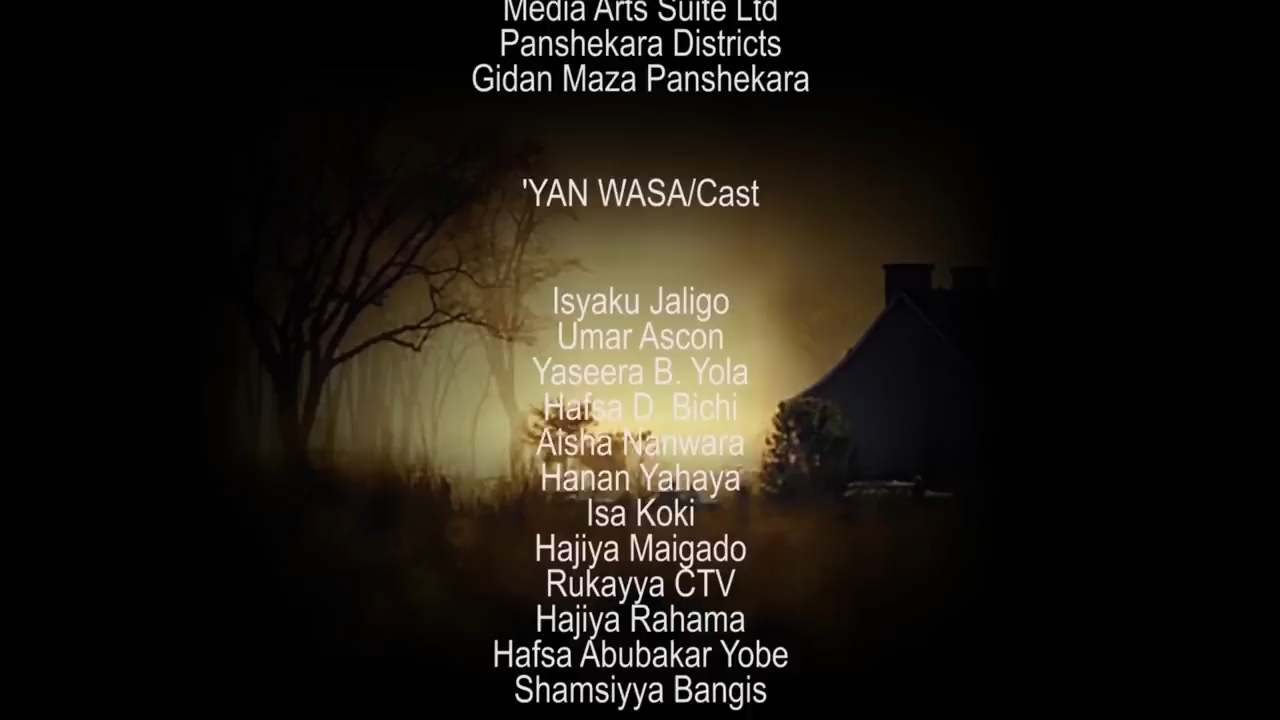 Media Arts Suite Ltd
Panshekara Districts
Gidan Maza Panshekara
'YAN WASA/Cast
Isyaku Jaligo
Umar Ascon
Yaseera B. Yola
Hafsa D. Bichi
Aisha Nanwara
Hanan Yahaya
Isa Koki
Hajiya Maigado
Rukayya CTV
Hajiya Rahama
Hafsa Abubakar Yobe
Shamsiyya Bangis